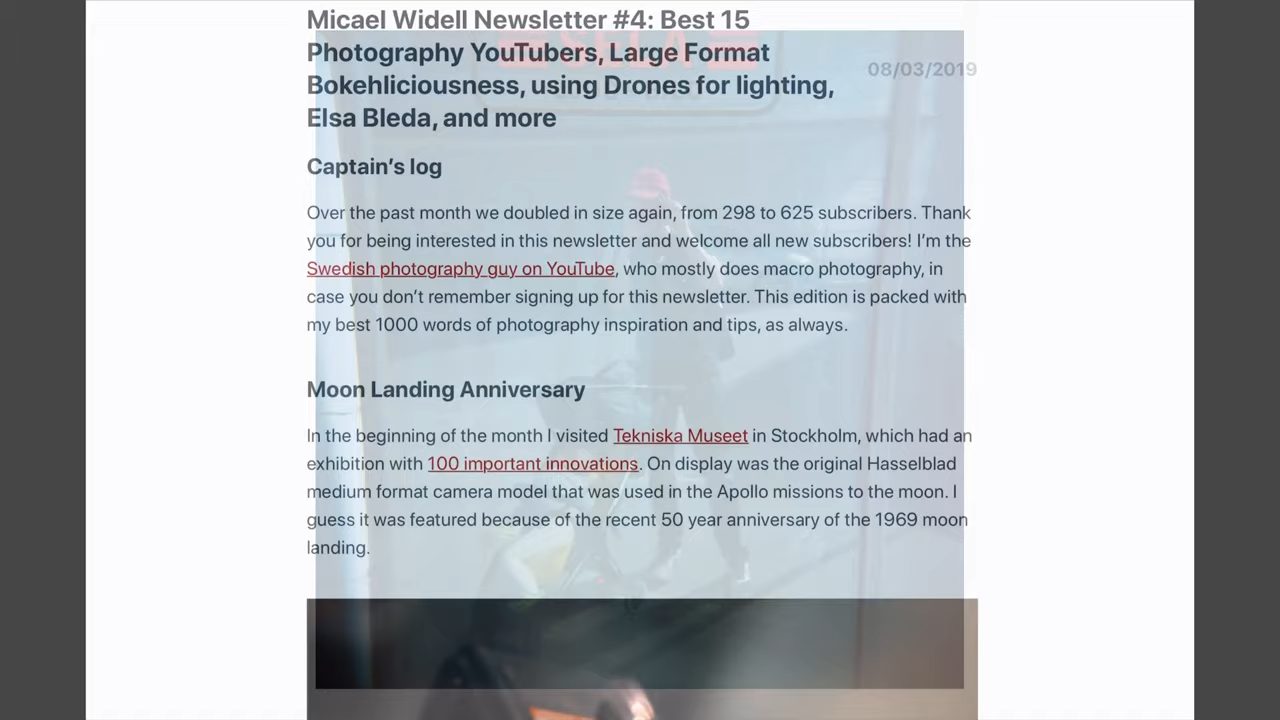 Micael Widell Newsletter #4: Best 15
Photography YouTubers, Large Format
Bokehliciousness, using Drones for lighting,
Elsa Bleda, and more
08/03/2019
Captain’s log
Over the past month we doubled in size again, from 298 to 625 subscribers. Thank
you for being interested in this newsletter and welcome all new subscribers! I’m the
Swedish photography guy on YouTube, who mostly does macro photography, in
case you don’t remember signing up for this newsletter. This edition is packed with
my best 1000 words of photography inspiration and tips, as always.
Moon Landing Anniversary
In the beginning of the month I visited Tekniska Museet in Stockholm, which had an
exhibition with 100 important innovations. On display was the original Hasselblad
medium format camera model that was used in the Apollo missions to the moon. I
guess it was featured because of the recent 50 year anniversary of the 1969 moon
landing.